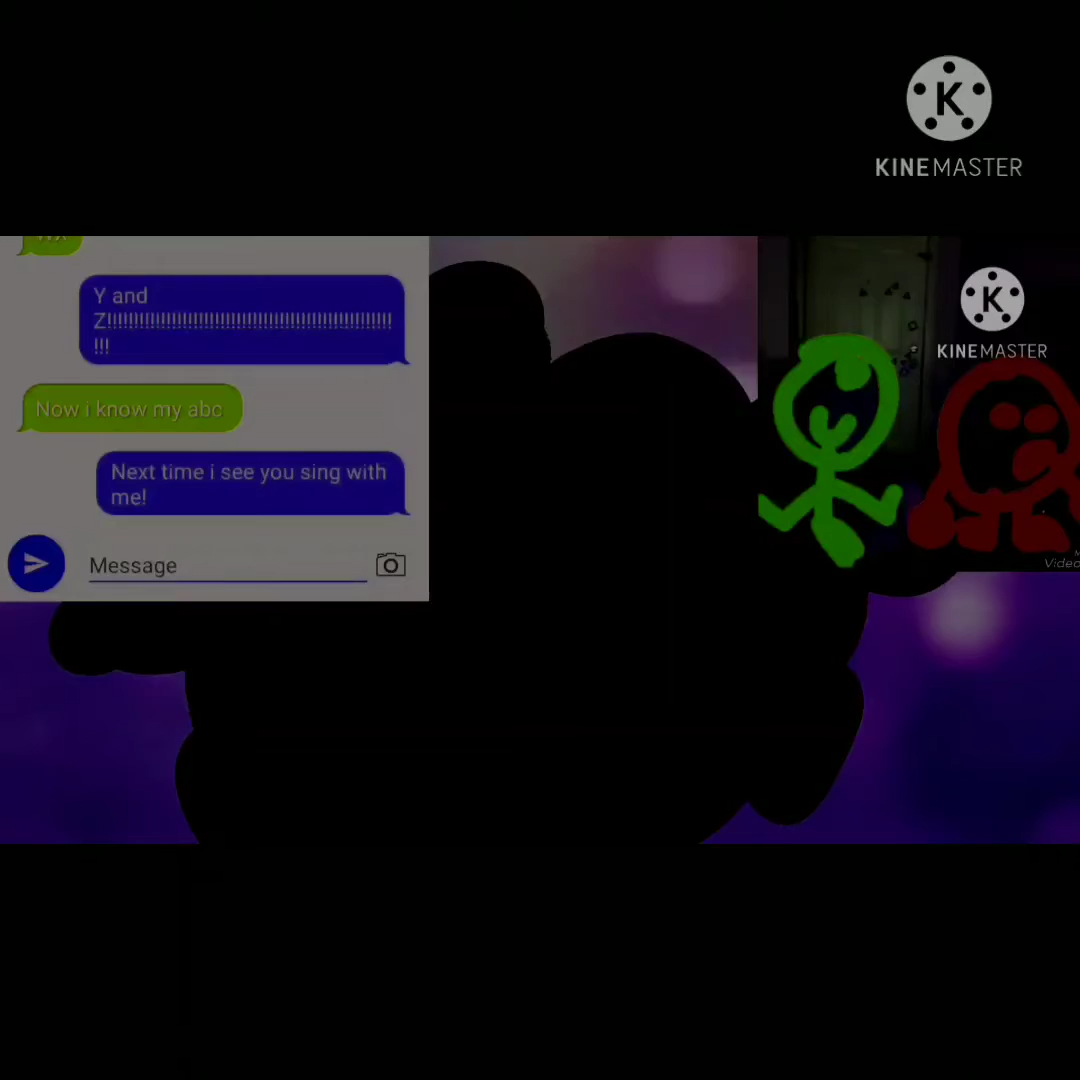 K
KINEMASTER
Y and
Z!!!!!!!!!!!!!!!!!!!!!!!!!!!!!!!!!!!!!!!!!!!!!!!!!!!!
!!!
Now i know my abc
Next time i see you sing with
me!
Message
K
KINEMASTER